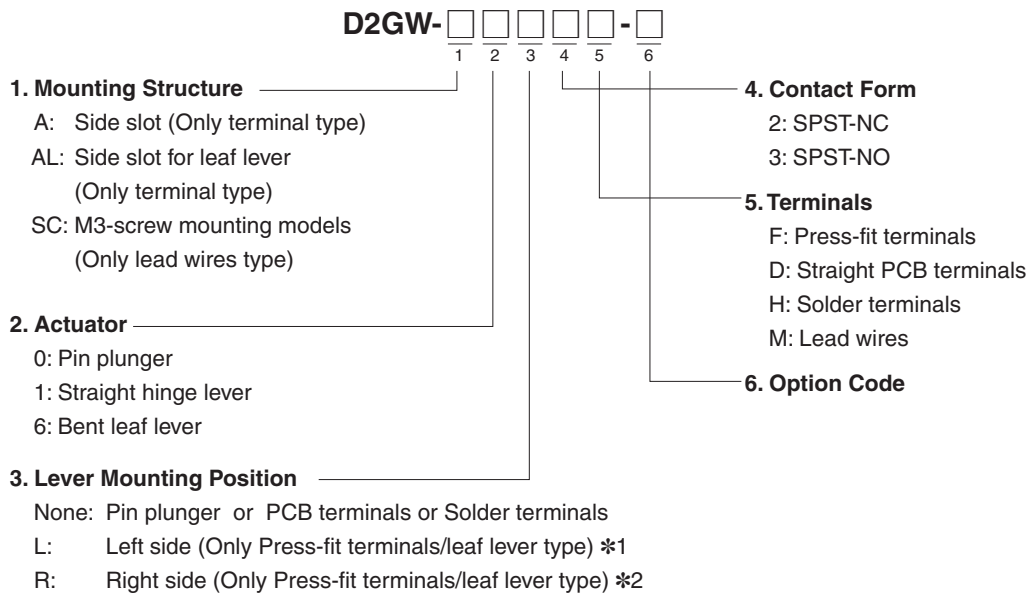 D2GW-□□□□□-□
1 2 3 4 5 6
1. Mounting Structure
A: Side slot (Only terminal type)
AL: Side slot for leaf lever
(Only terminal type)
SC: M3-screw mounting models
(Only lead wires type)
2. Actuator
0: Pin plunger
1: Straight hinge lever
6: Bent leaf lever
3. Lever Mounting Position
None: Pin plunger or PCB terminals or Solder terminals
L: Left side (Only Press-fit terminals/leaf lever type) ✽1
R: Right side (Only Press-fit terminals/leaf lever type) ✽2
4. Contact Form
2: SPST-NC
3: SPST-NO
5. Terminals
F: Press-fit terminals
D: Straight PCB terminals
H: Solder terminals
M: Lead wires
6. Option Code